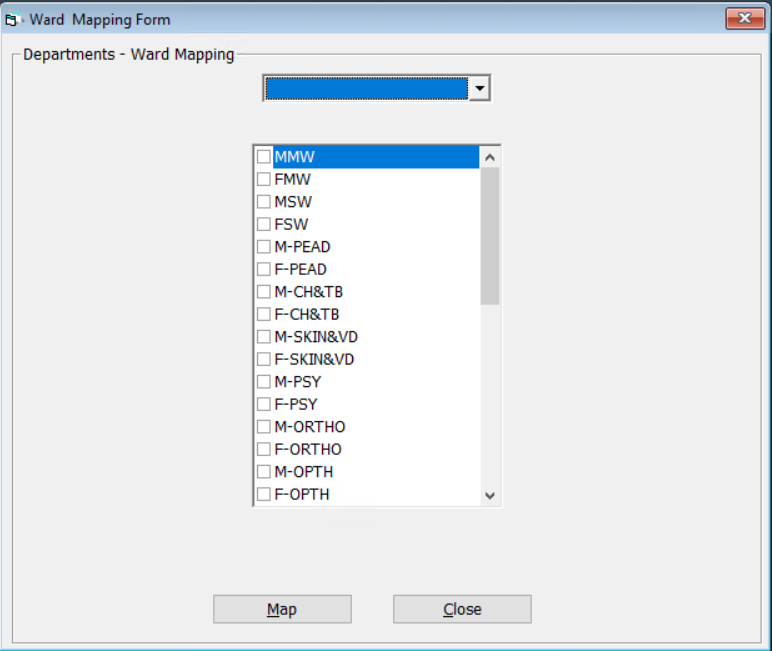 Ward  Mapping Form
Departments - Ward Mapping
MMW
FMW
MSW
FSW
M-PEAD
F-PEAD
M-CH&TB
F-CH&TB
M-SKIN&VD
F-SKIN&VD
M-PSY
F-PSY
M-ORTHO
F-ORTHO
M-OPTH
F-OPTH
Map
Close